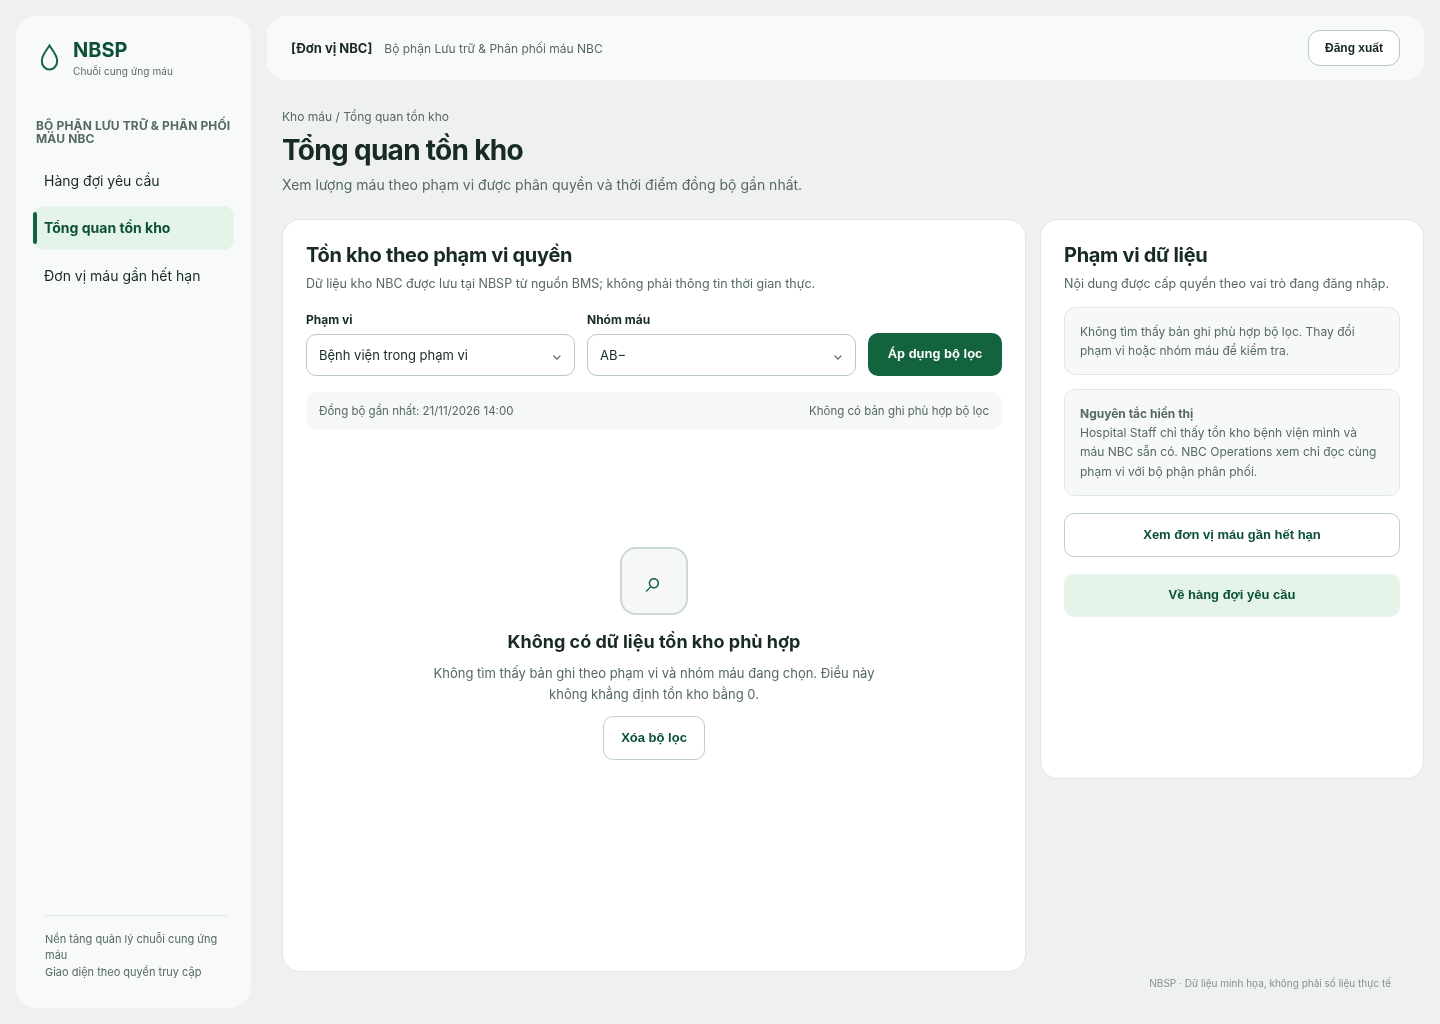 NBSP
Chuỗi cung ứng máu
BỘ PHẬN LƯU TRỮ & PHÂN PHỐI
MÁU NBC
Hàng đợi yêu cầu
Tổng quan tồn kho
Đơn vị máu gần hết hạn
Nền tảng quản lý chuỗi cung ứng
máu
Giao diện theo quyền truy cập
[Đơn vị NBC] Bộ phận Lưu trữ & Phân phối máu NBC
Đăng xuất
Kho máu / Tổng quan tồn kho
Tổng quan tồn kho
Xem lượng máu theo phạm vi được phân quyền và thời điểm đồng bộ gần nhất.
Tồn kho theo phạm vi quyền
Dữ liệu kho NBC được lưu tại NBSP từ nguồn BMS; không phải thông tin thời gian thực.
Phạm vi
Nhóm máu
Bệnh viện trong phạm vi
AB−
Áp dụng bộ lọc
Đồng bộ gần nhất: 21/11/2026 14:00
Không có bản ghi phù hợp bộ lọc
Không có dữ liệu tồn kho phù hợp
Không tìm thấy bản ghi theo phạm vi và nhóm máu đang chọn. Điều này
không khẳng định tồn kho bằng 0.
Xóa bộ lọc
Phạm vi dữ liệu
Nội dung được cấp quyền theo vai trò đang đăng nhập.
Không tìm thấy bản ghi phù hợp bộ lọc. Thay đổi
phạm vi hoặc nhóm máu để kiểm tra.
Nguyên tắc hiển thị
Hospital Staff chỉ thấy tồn kho bệnh viện mình và
máu NBC sẵn có. NBC Operations xem chỉ đọc cùng
phạm vi với bộ phận phân phối.
Xem đơn vị máu gần hết hạn
Về hàng đợi yêu cầu
NBSP · Dữ liệu minh họa, không phải số liệu thực tế